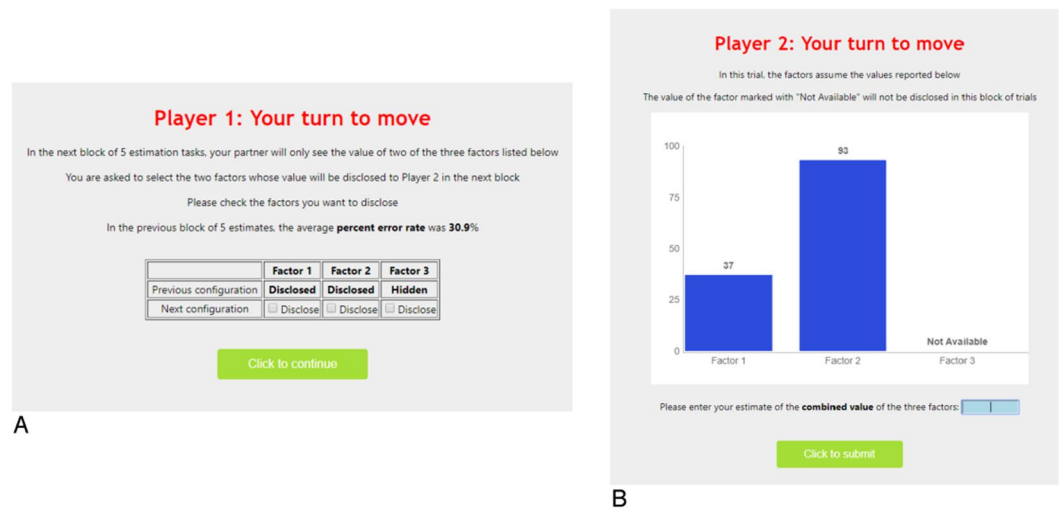 Player 1: Your turn to move
In the next block of 5 estimation tasks, your partner will only see the value of two of the three factors listed below
You are asked to select the two factors whose value will be disclosed to Player 2 in the next block
Please check the factors you want to disclose
In the previous block of 5 estimates, the average percent error rate was 30.9%
Factor 1 Factor 2 Factor 3
Previous configuration Disclosed Disclosed Hidden
Next configuration Disclose Disclose Disclose
Click to continue
A
Player 2: Your turn to move
In this trial, the factors assume the values reported below
The value of the factor marked with "Not Available" will not be disclosed in this block of trials
100
93
75
50
37
25
Not Available
0
Factor 1 Factor 2 Factor 3
Please enter your estimate of the combined value of the three factors:
Click to submit
B